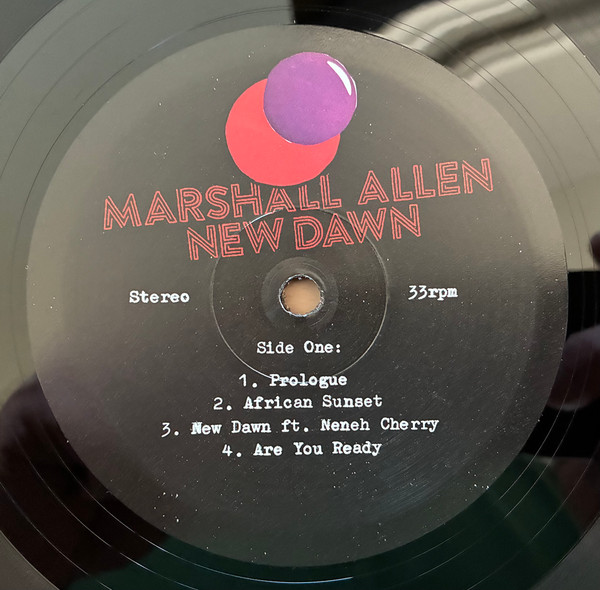 MARSHALL ALLEN
NEW DAWN
Stereo 33rpm
Side One:
1. Prologue
2. African Sunset
3. New Dawn ft. Neneh Cherry
4. Are You Ready